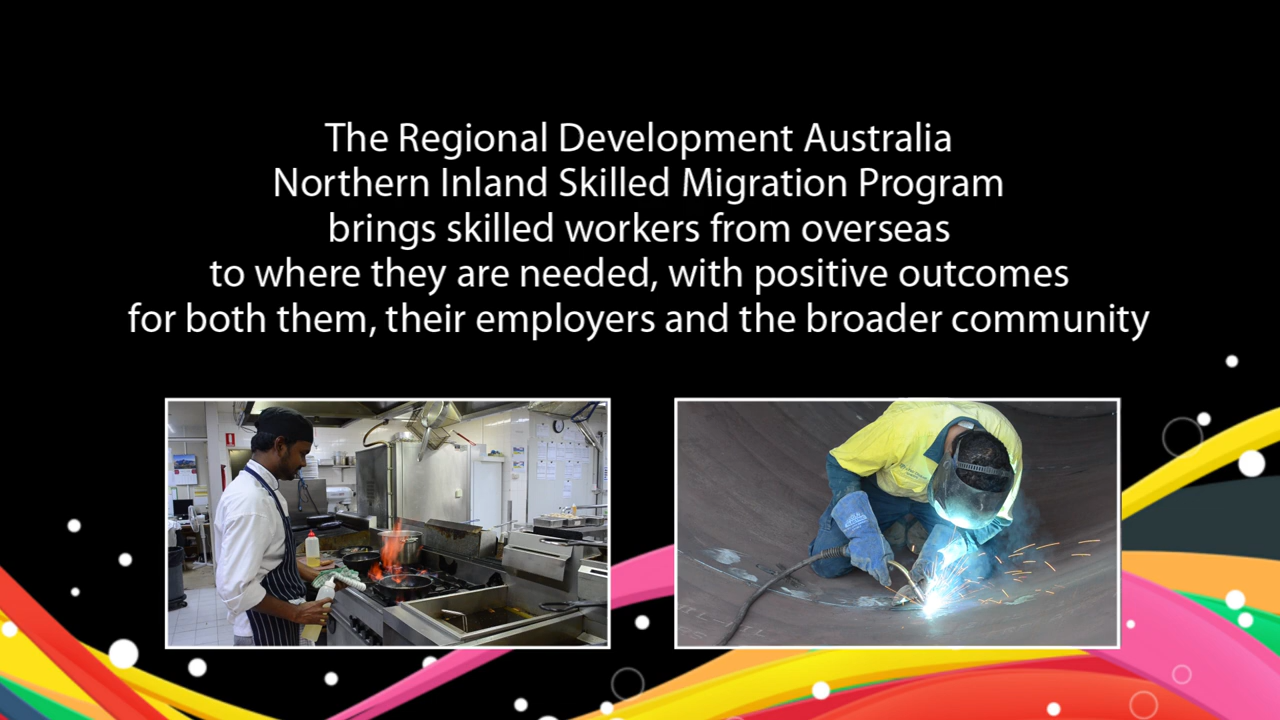 The Regional Development Australia
Northern Inland Skilled Migration Program
brings skilled workers from overseas
to where they are needed, with positive outcomes
for both them, their employers and the broader community